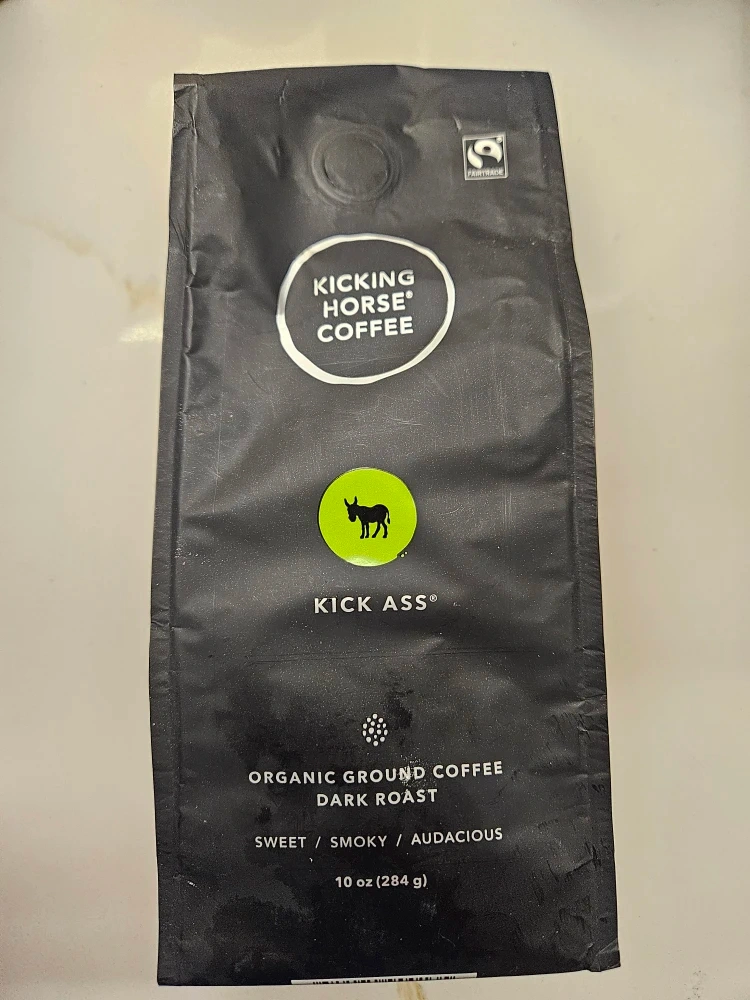 FAIRTRADE
KICKING
HORSE®
COFFEE
KICK ASS®
ORGANIC GROUND COFFEE
DARK ROAST
SWEET / SMOKY / AUDACIOUS
10 oz (284 g)